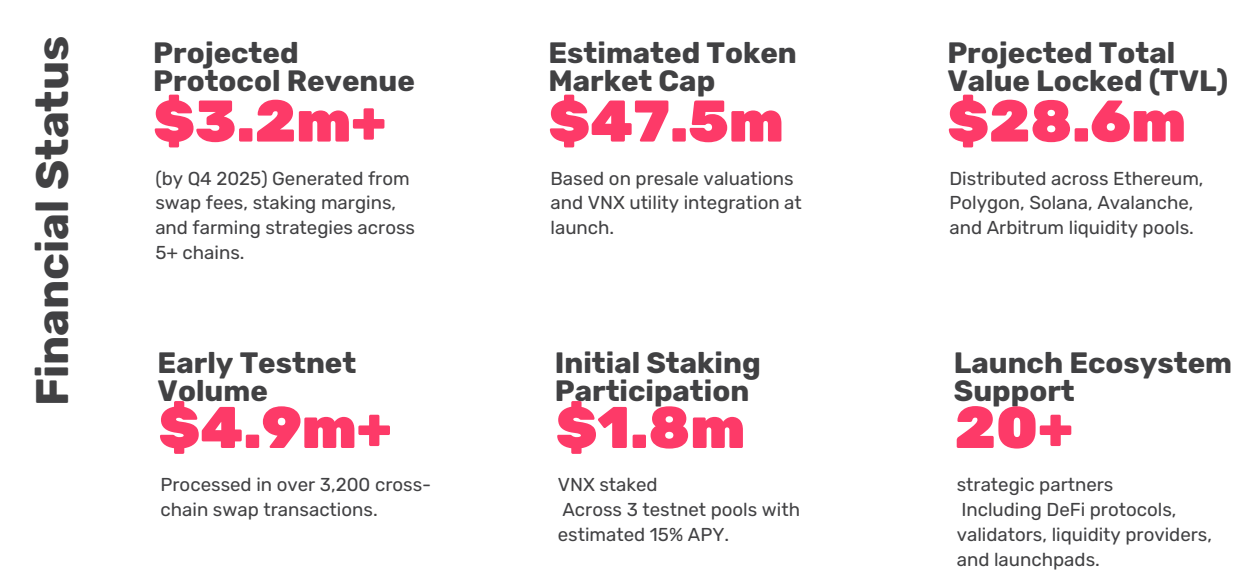 Financial Status
Projected
Protocol Revenue
$3.2m+
(by Q4 2025) Generated from
swap fees, staking margins,
and farming strategies across
5+ chains.
Estimated Token
Market Cap
$47.5m
Based on presale valuations
and VNX utility integration at
launch.
Projected Total
Value Locked (TVL)
$28.6m
Distributed across Ethereum,
Polygon, Solana, Avalanche,
and Arbitrum liquidity pools.
Early Testnet
Volume
$4.9m+
Processed in over 3,200 cross-
chain swap transactions.
Initial Staking
Participation
$1.8m
VNX staked
Across 3 testnet pools with
estimated 15% APY.
Launch Ecosystem
Support
20+
strategic partners
Including DeFi protocols,
validators, liquidity providers,
and launchpads.